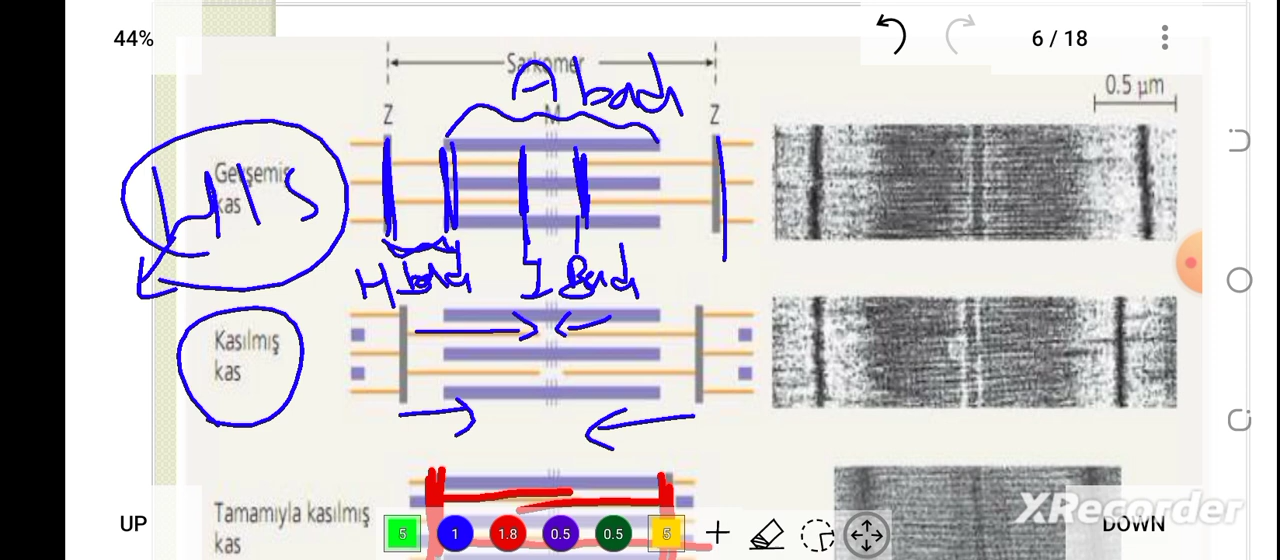 44%
6 / 18
Sarkomer
A band
0.5 µm
Z
M
Z
Gevşemiş
kas
H band
I Band
Kasılmış
kas
Tamamıyla kasılmış
kas
5
1
1.8
0.5
0.5
5
UP
DOWN
XRecorder